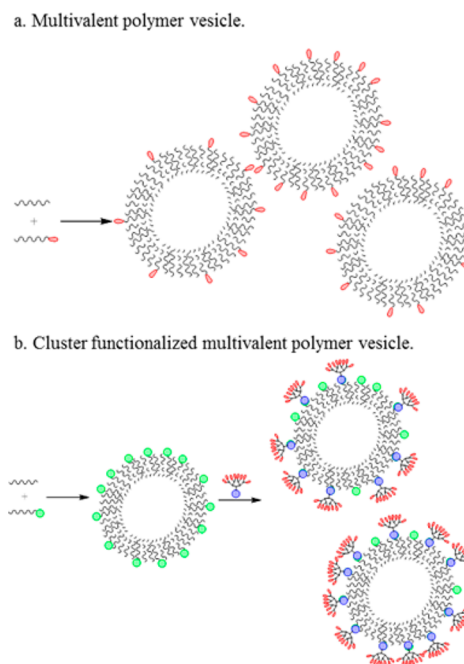 a. Multivalent polymer vesicle.
+
b. Cluster functionalized multivalent polymer vesicle.
+